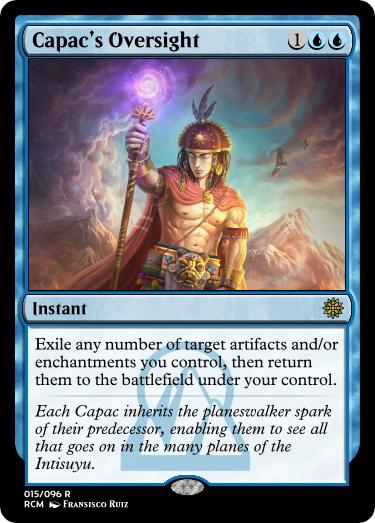 Capac's Oversight 1
Instant
Exile any number of target artifacts and/or
enchantments you control, then return
them to the battlefield under your control.
Each Capac inherits the planeswalker spark
of their predecessor, enabling them to see all
that goes on in the many planes of the
Intisuyu.
015/096 R
RCM Fransisco Ruiz